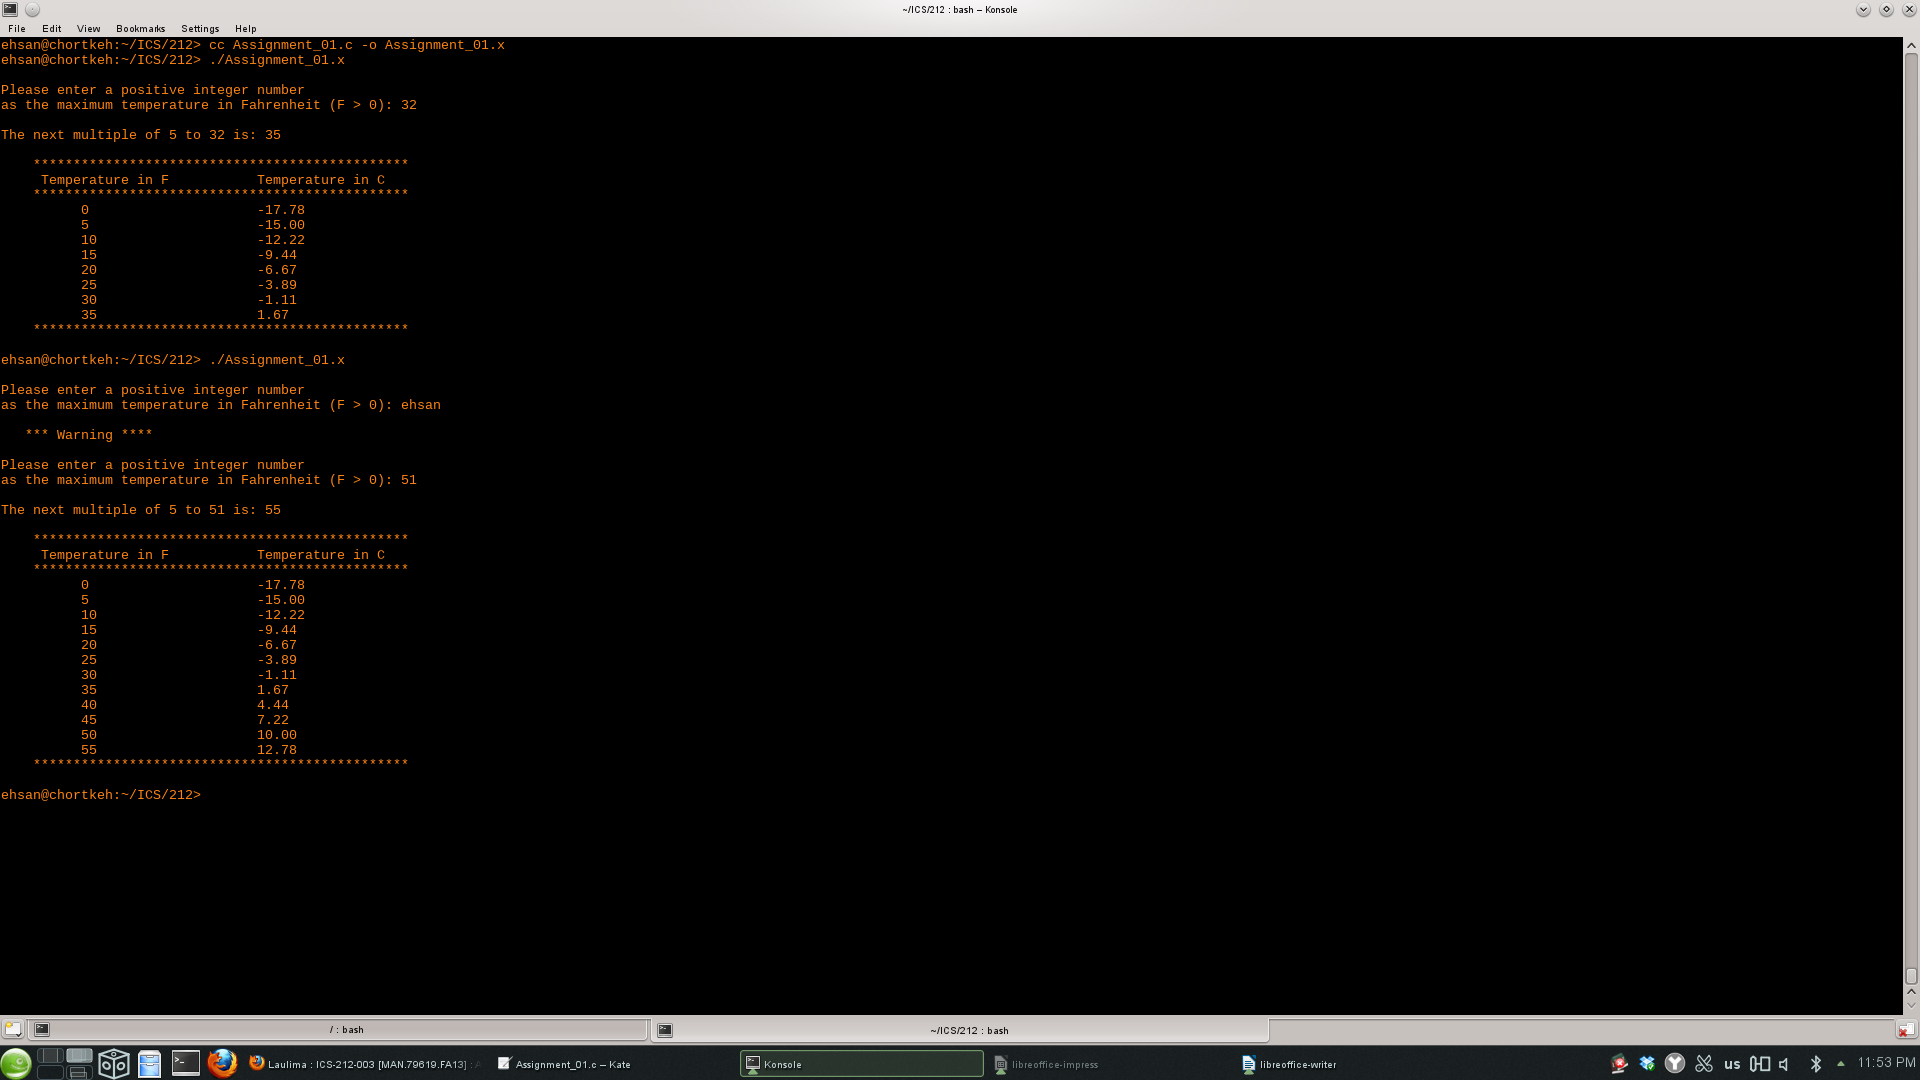 ~/ICS/212 : bash – Konsole
File Edit View Bookmarks Settings Help
ehsan@chortkeh:~/ICS/212> cc Assignment_01.c -o Assignment_01.x
ehsan@chortkeh:~/ICS/212> ./Assignment_01.x
Please enter a positive integer number
as the maximum temperature in Fahrenheit (F > 0): 32
The next multiple of 5 to 32 is: 35
***********************************************
Temperature in F Temperature in C
***********************************************
0 -17.78
5 -15.00
10 -12.22
15 -9.44
20 -6.67
25 -3.89
30 -1.11
35 1.67
***********************************************
ehsan@chortkeh:~/ICS/212> ./Assignment_01.x
Please enter a positive integer number
as the maximum temperature in Fahrenheit (F > 0): ehsan
*** Warning ****
Please enter a positive integer number
as the maximum temperature in Fahrenheit (F > 0): 51
The next multiple of 5 to 51 is: 55
***********************************************
Temperature in F Temperature in C
***********************************************
0 -17.78
5 -15.00
10 -12.22
15 -9.44
20 -6.67
25 -3.89
30 -1.11
35 1.67
40 4.44
45 7.22
50 10.00
55 12.78
***********************************************
ehsan@chortkeh:~/ICS/212>
/ : bash ~/ICS/212 : bash
Laulima : ICS-212-003 [MAN.79619.FA13] : Assignment_01.c – Kate Konsole libreoffice-impress libreoffice-writer us 11:53 PM